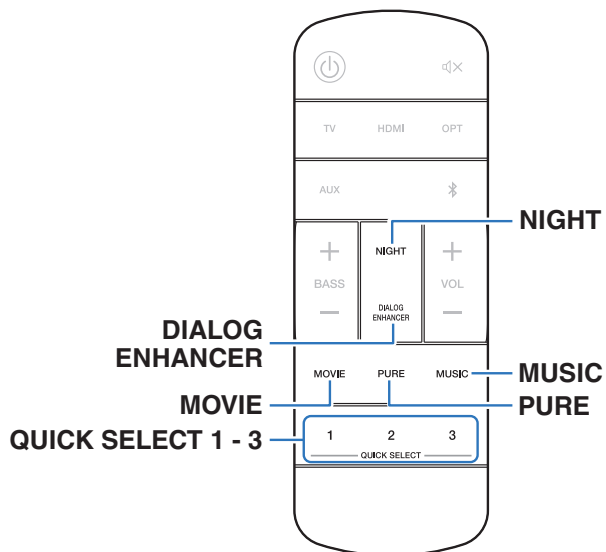 TV HDMI OPT
AUX
NIGHT
+ NIGHT +
BASS VOL
DIALOG
ENHANCER
— —
DIALOG
ENHANCER
MOVIE PURE MUSIC
MUSIC
MOVIE
PURE
QUICK SELECT 1 - 3
1 2 3
QUICK SELECT